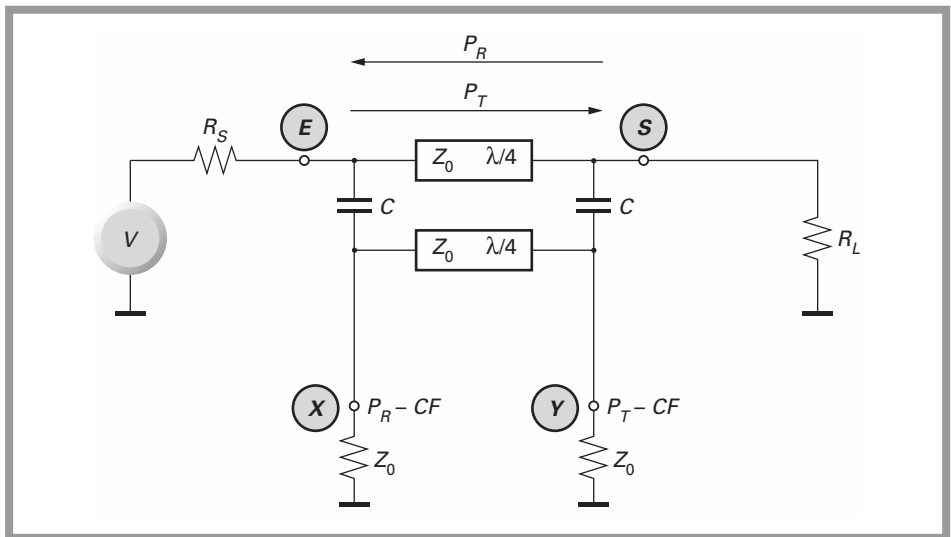 P_R
P_T
E
S
R_S
Z_0 λ/4
C
C
V
Z_0 λ/4
R_L
X
P_R – CF
Y
P_T – CF
Z_0
Z_0